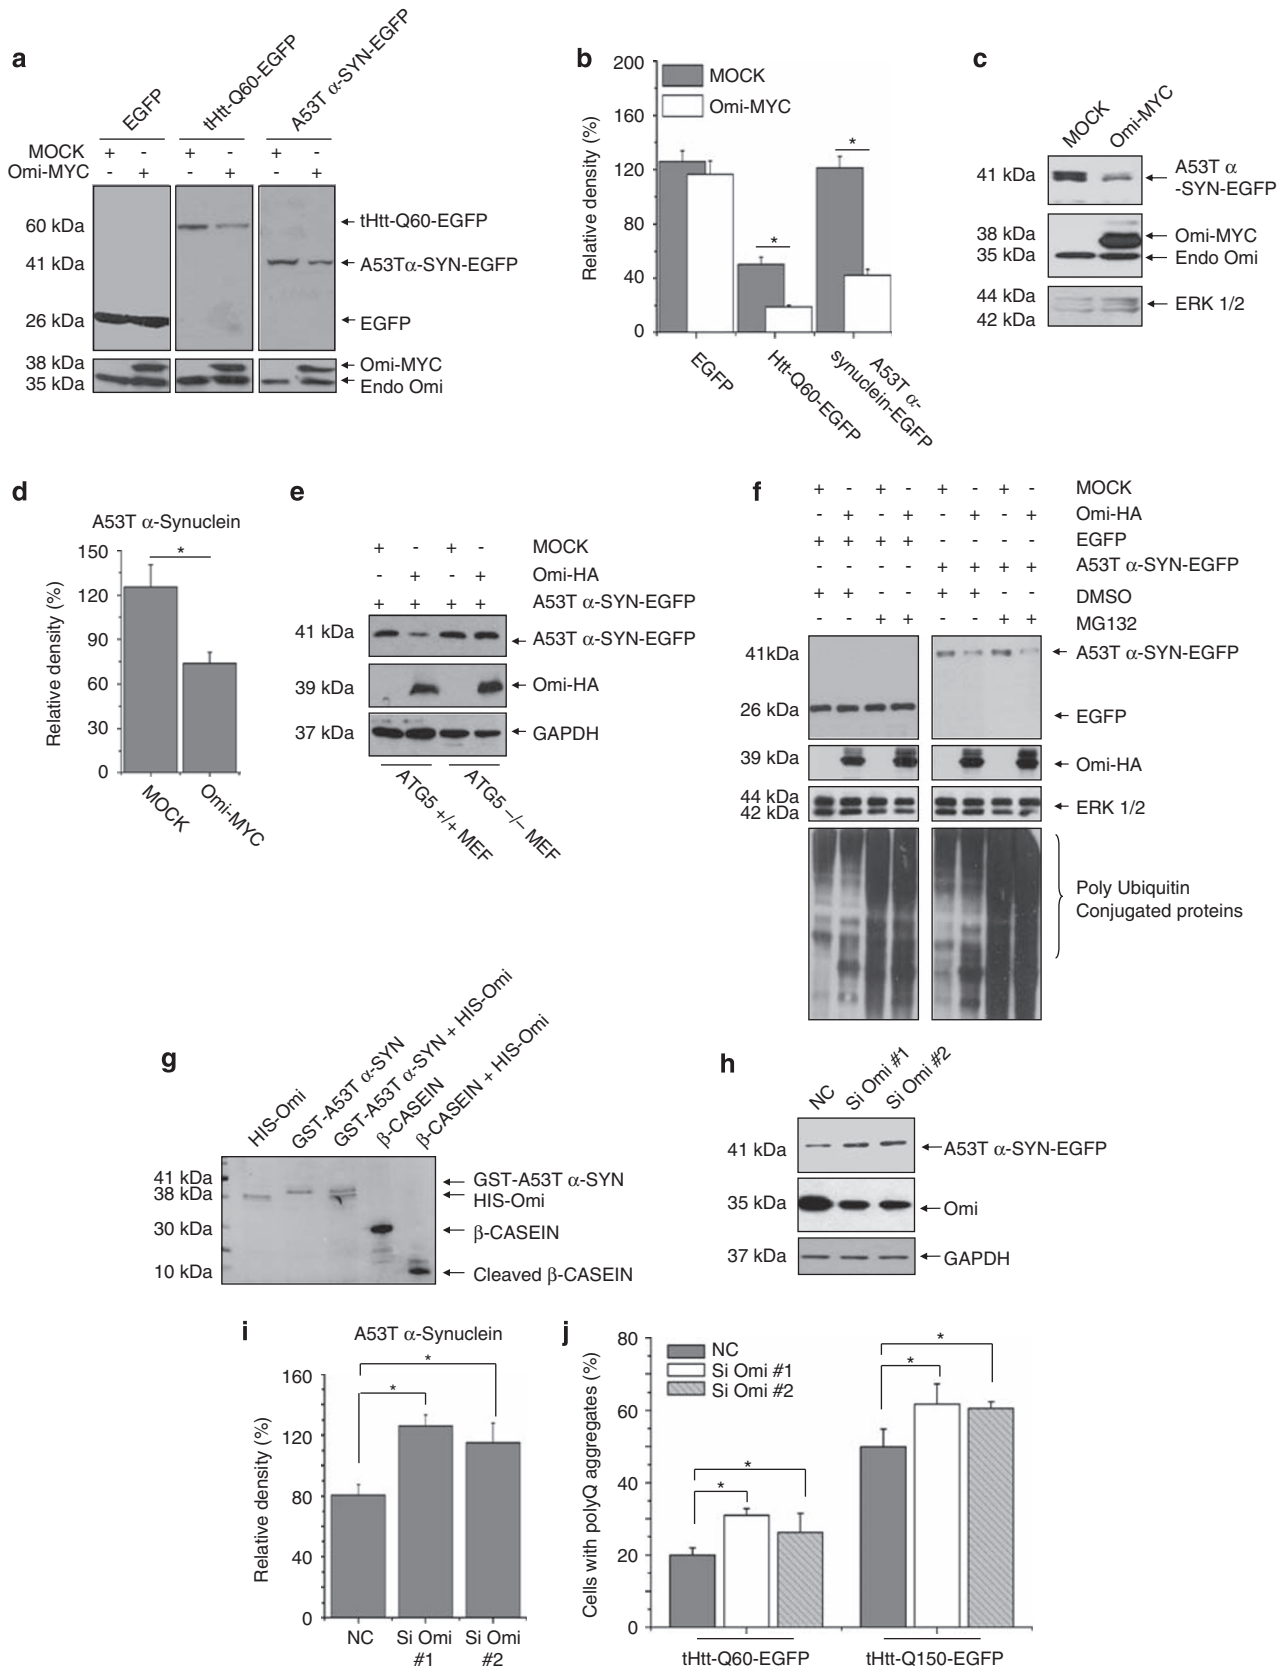 a
EGFP
tHtt-Q60-EGFP
A53T α-SYN-EGFP
MOCK + - + - + -
Omi-MYC - + - + - +
60 kDa
41 kDa
26 kDa
38 kDa
35 kDa
tHtt-Q60-EGFP
A53Tα-SYN-EGFP
EGFP
Omi-MYC
Endo Omi
b
Relative density (%)
200
160
120
80
40
0
MOCK
Omi-MYC
*
*
EGFP
Htt-Q60-EGFP
A53T α-
synuclein-EGFP
c
MOCK
Omi-MYC
41 kDa
38 kDa
35 kDa
44 kDa
42 kDa
A53T α
-SYN-EGFP
Omi-MYC
Endo Omi
ERK 1/2
d
A53T α-Synuclein
Relative density (%)
150
120
90
60
30
0
*
MOCK
Omi-MYC
e
+ - + - MOCK
- + - + Omi-HA
+ + + + A53T α-SYN-EGFP
41 kDa
39 kDa
37 kDa
A53T α-SYN-EGFP
Omi-HA
GAPDH
ATG5 +/+ MEF
ATG5 –/– MEF
f
+ - + - + - + - MOCK
- + - + - + - + Omi-HA
+ + + + - - - - EGFP
- - - - + + + + A53T α-SYN-EGFP
+ + - - + + - - DMSO
- - + + - - + + MG132
41kDa
26 kDa
39 kDa
44 kDa
42 kDa
A53T α-SYN-EGFP
EGFP
Omi-HA
ERK 1/2
Poly Ubiquitin
Conjugated proteins
g
HIS-Omi
GST-A53T α-SYN
GST-A53T α-SYN + HIS-Omi
β-CASEIN
β-CASEIN + HIS-Omi
41 kDa
38 kDa
30 kDa
10 kDa
GST-A53T α-SYN
HIS-Omi
β-CASEIN
Cleaved β-CASEIN
h
NC
Si Omi #1
Si Omi #2
41 kDa
35 kDa
37 kDa
A53T α-SYN-EGFP
Omi
GAPDH
i
A53T α-Synuclein
Relative density (%)
160
120
80
40
0
*
*
NC
Si Omi
#1
Si Omi
#2
j
Cells with polyQ aggregates (%)
80
60
40
20
0
NC
Si Omi #1
Si Omi #2
*
*
*
*
tHtt-Q60-EGFP
tHtt-Q150-EGFP